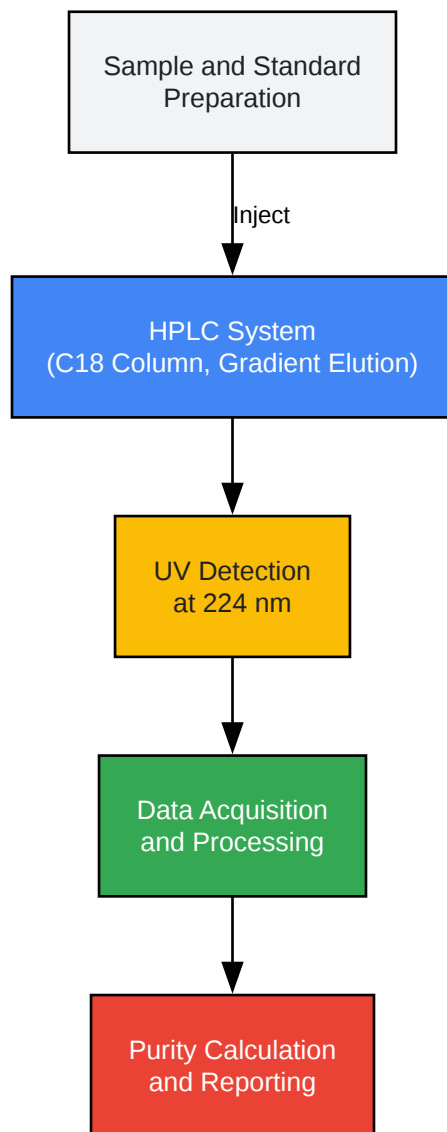 Sample and Standard
Preparation
Inject
HPLC System
(C18 Column, Gradient Elution)
UV Detection
at 224 nm
Data Acquisition
and Processing
Purity Calculation
and Reporting